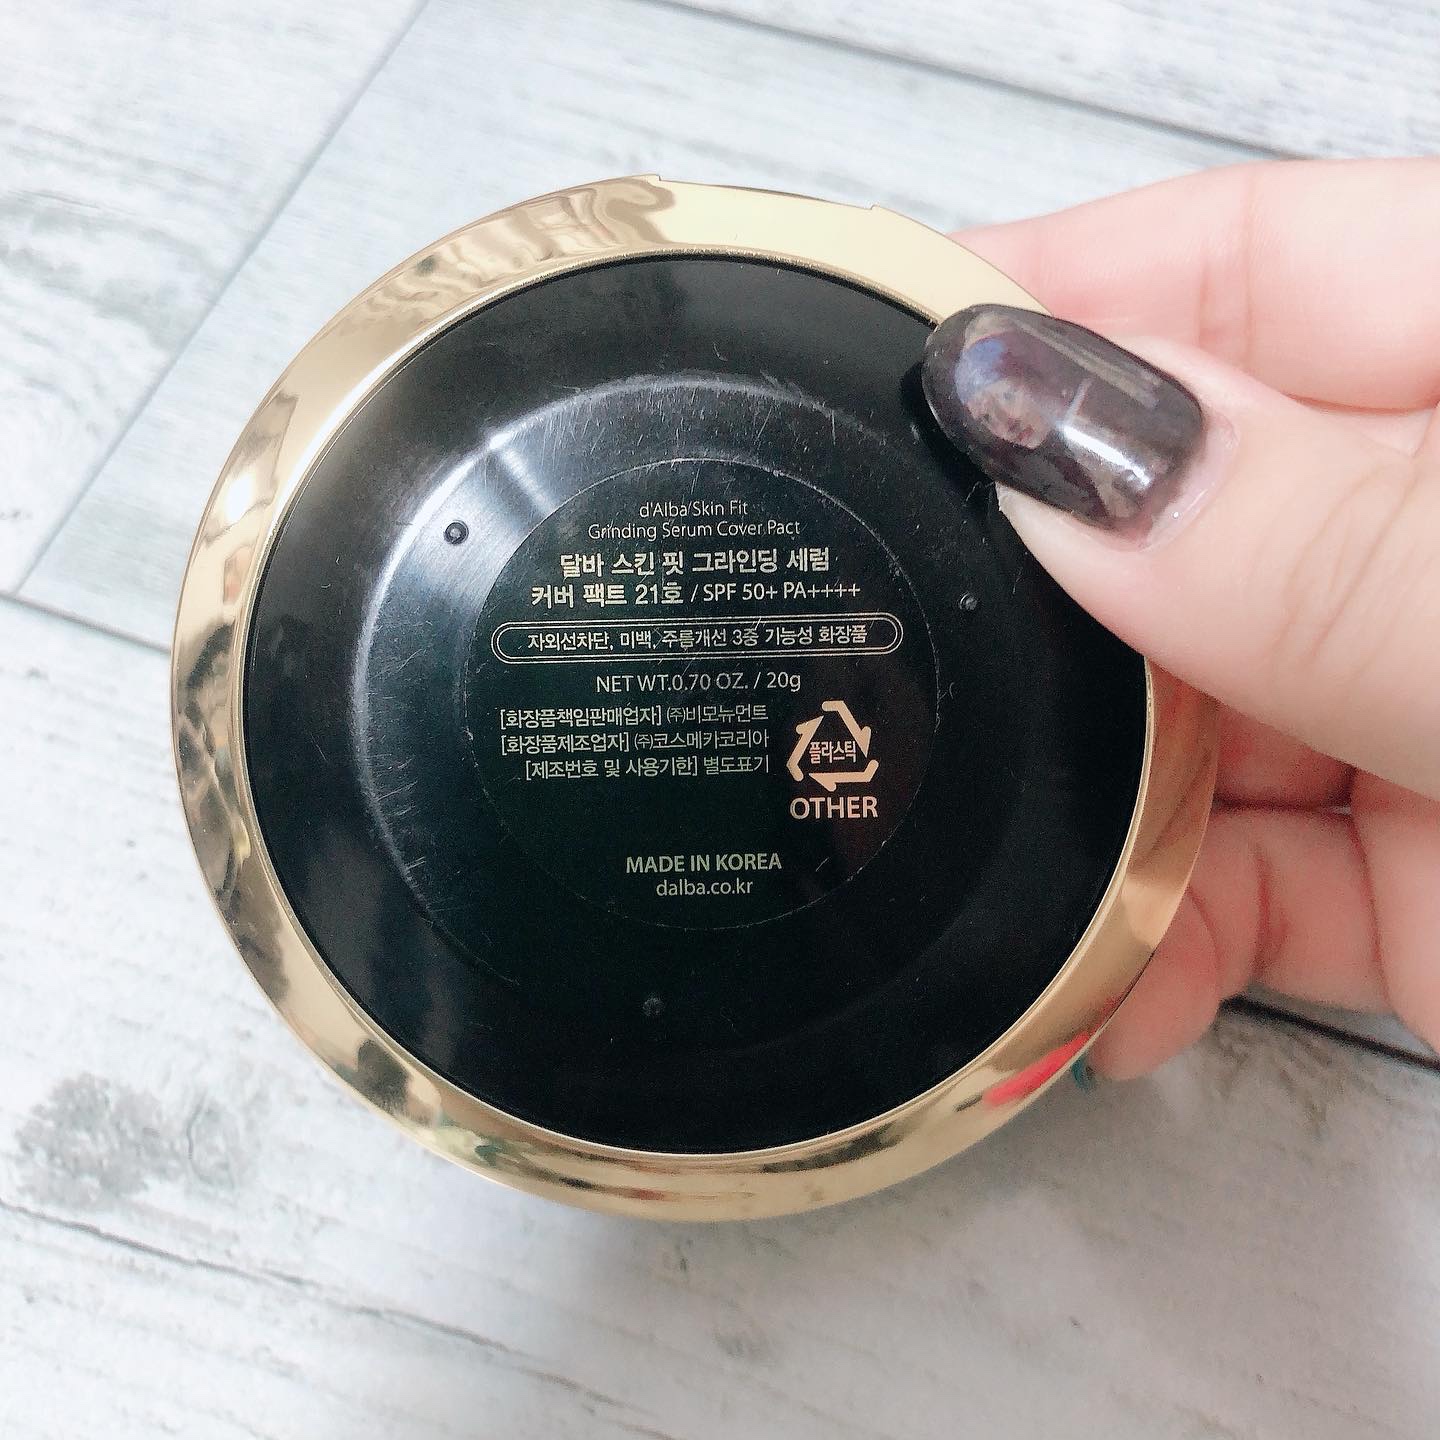 d'Alba Skin Fit
Grinding Serum Cover Pact
달바 스킨 핏 그라인딩 세럼
커버 팩트 21호 / SPF 50+ PA++++
자외선차단, 미백, 주름개선 3중 기능성 화장품
NET WT.0.70 OZ. / 20g
[화장품책임판매업자] ㈜비모뉴먼트
[화장품제조업자] ㈜코스메카코리아
[제조번호 및 사용기한] 별도표기
플라스틱
OTHER
MADE IN KOREA
dalba.co.kr